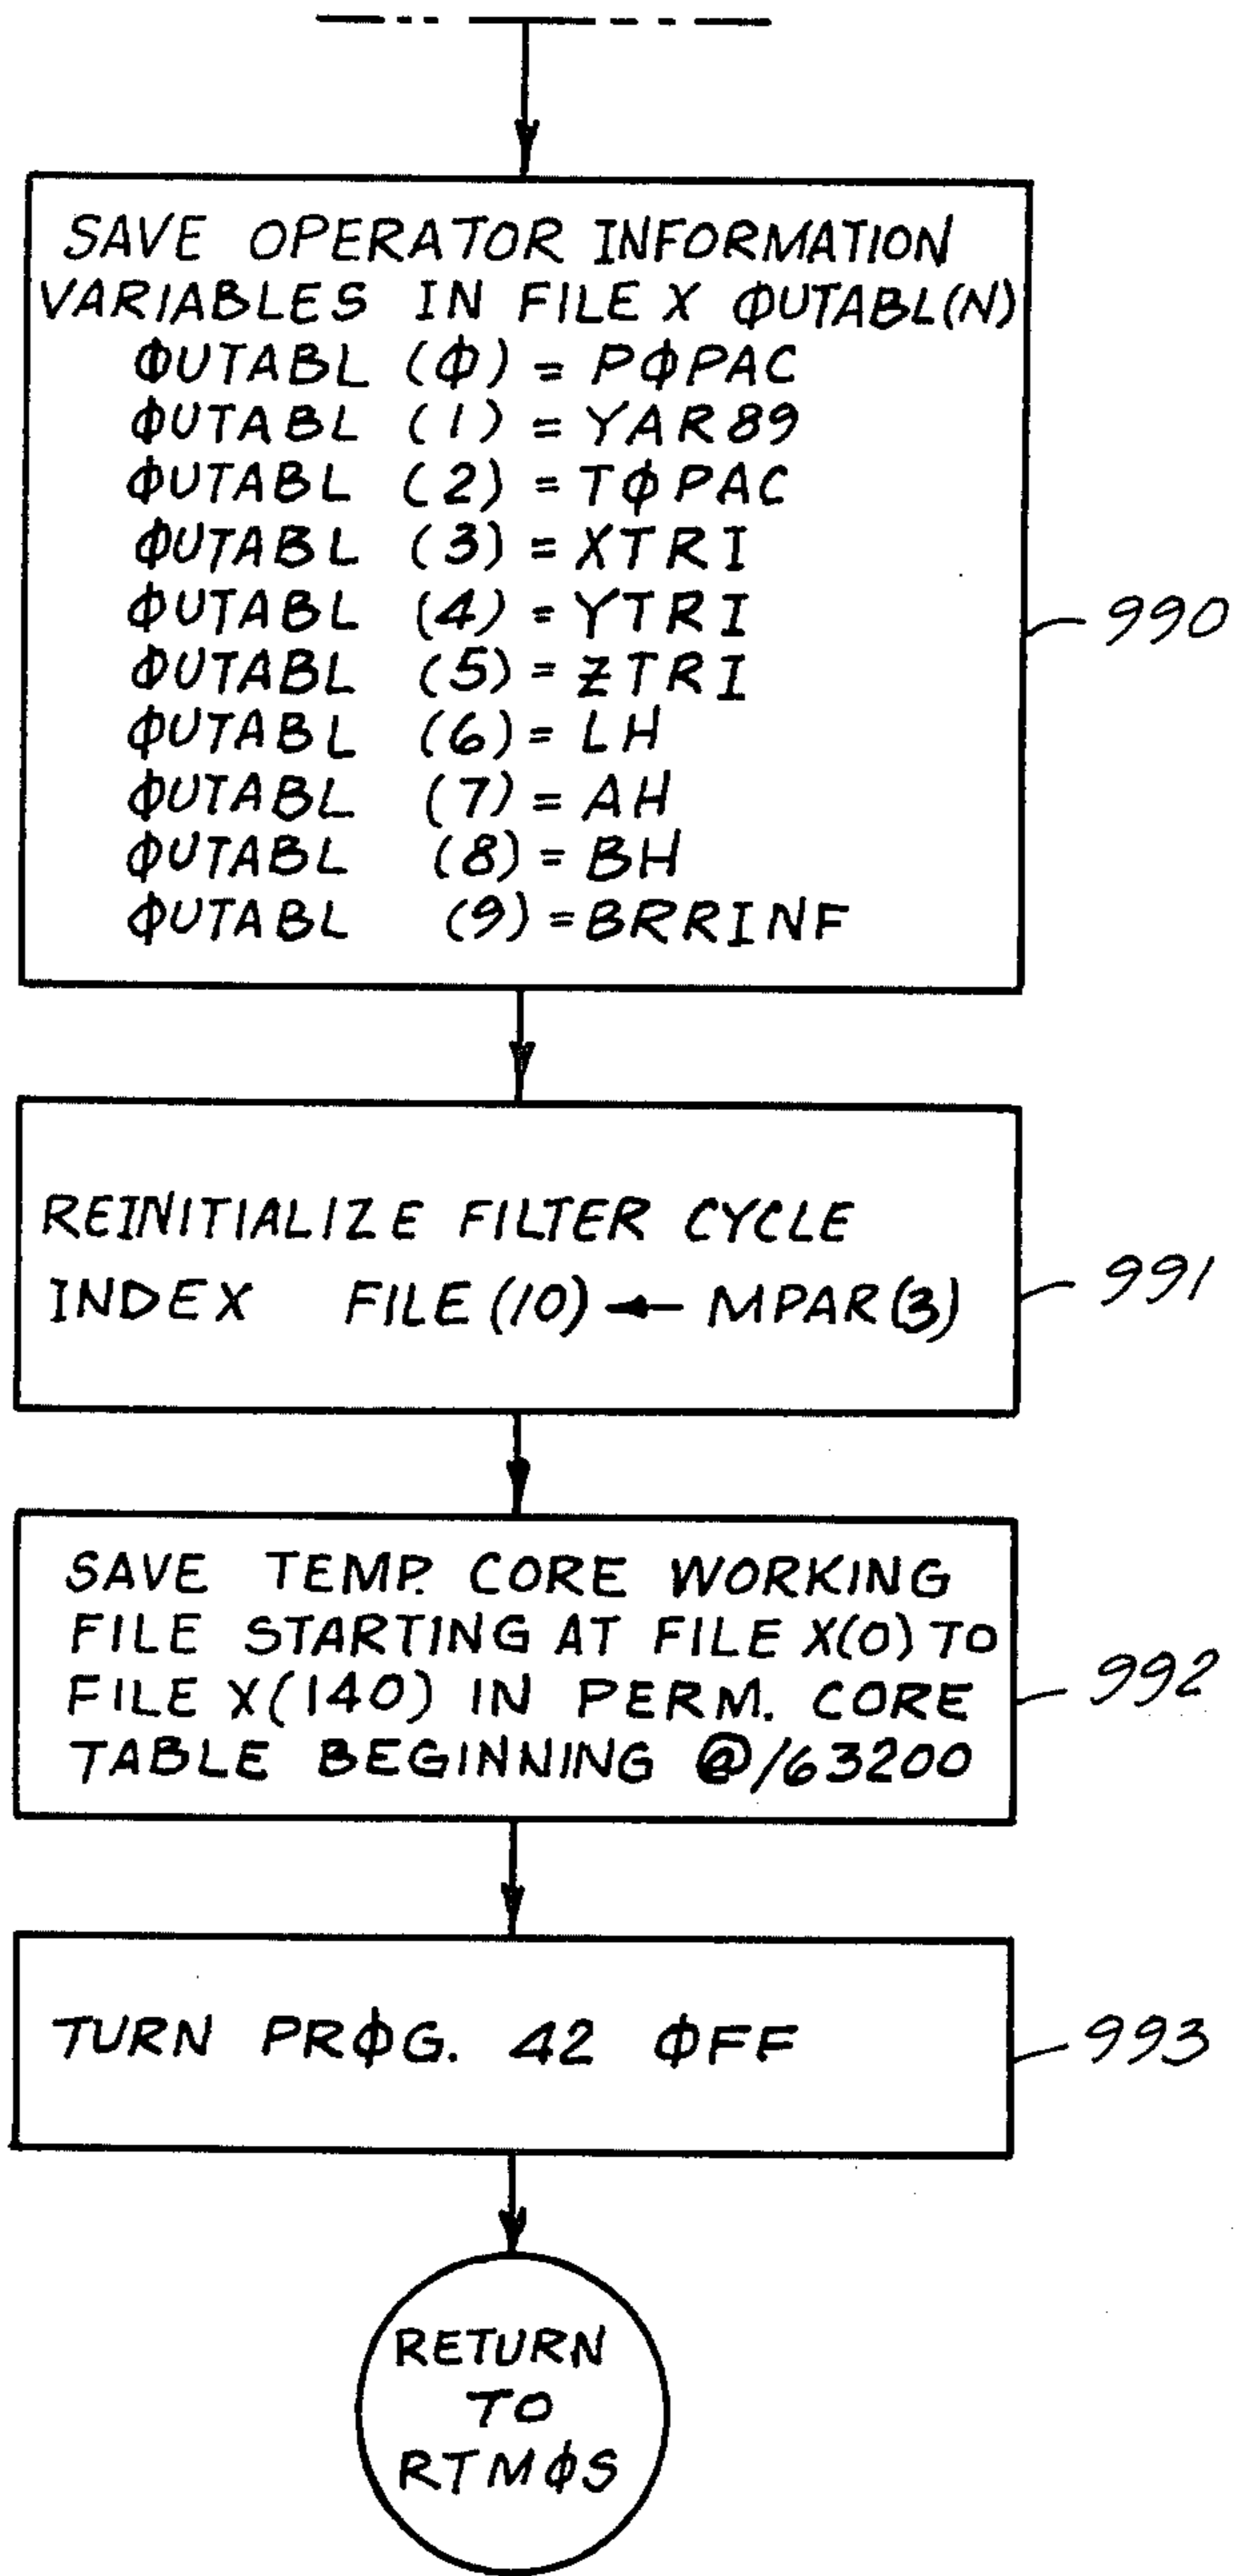 SAVE OPERATOR INFORMATION
VARIABLES IN FILE X ϕUTABL(N)
ϕUTABL (ϕ) = PϕPAC
ϕUTABL (1) = YAR89
ϕUTABL (2) = TϕPAC
ϕUTABL (3) = XTRI
ϕUTABL (4) = YTRI
ϕUTABL (5) = ZTRI
ϕUTABL (6) = LH
ϕUTABL (7) = AH
ϕUTABL (8) = BH
ϕUTABL (9) = BRRINF
990
REINITIALIZE FILTER CYCLE
INDEX FILE (10) ← MPAR(3)
991
SAVE TEMP. CORE WORKING
FILE STARTING AT FILE X(0) TO
FILE X(140) IN PERM. CORE
TABLE BEGINNING @/63200
992
TURN PRϕG. 42 ϕFF
993
RETURN
TO
RTMϕS